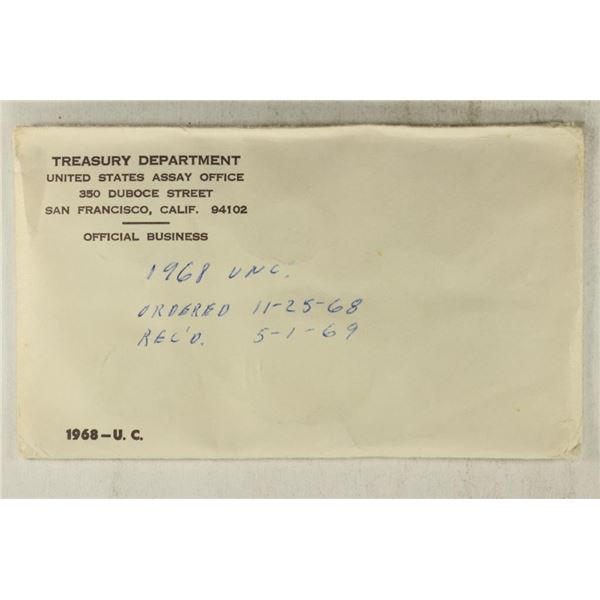 TREASURY DEPARTMENT
UNITED STATES ASSAY OFFICE
350 DUBOCE STREET
SAN FRANCISCO, CALIF. 94102
OFFICIAL BUSINESS
1968 UNC.
ORDERED 11-25-68
REC'D. 5-1-69
1968-U. C.